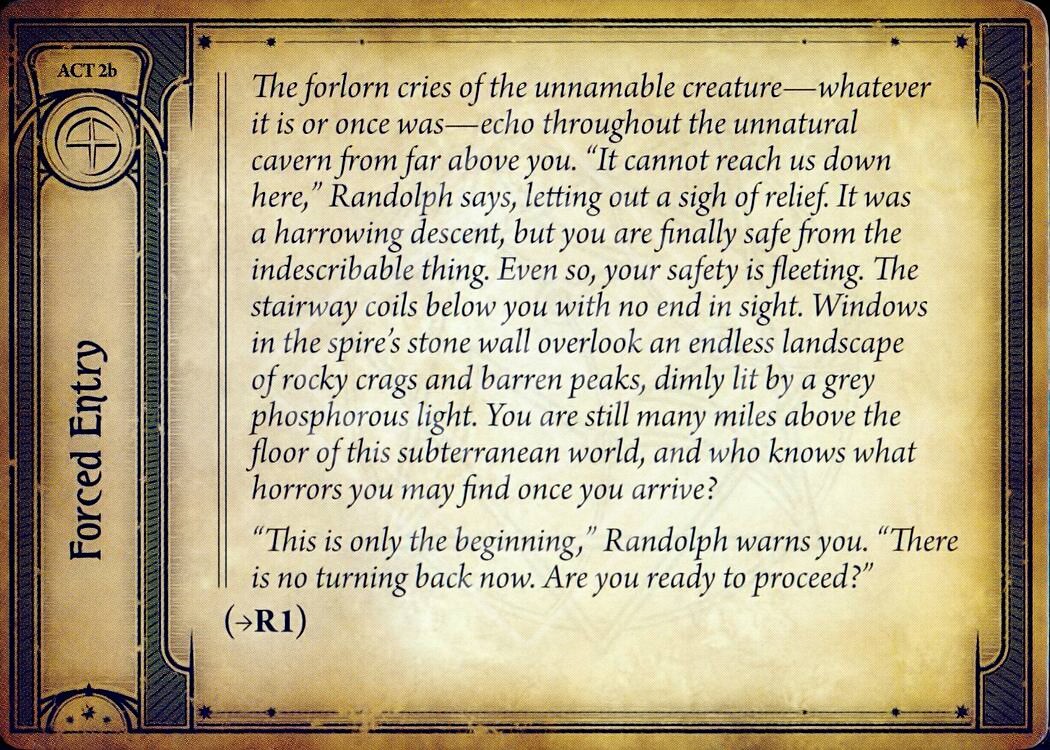 ACT 2b
Forced Entry
The forlorn cries of the unnamable creature—whatever
it is or once was—echo throughout the unnatural
cavern from far above you. “It cannot reach us down
here,” Randolph says, letting out a sigh of relief. It was
a harrowing descent, but you are finally safe from the
indescribable thing. Even so, your safety is fleeting. The
stairway coils below you with no end in sight. Windows
in the spire’s stone wall overlook an endless landscape
of rocky crags and barren peaks, dimly lit by a grey
phosphorous light. You are still many miles above the
floor of this subterranean world, and who knows what
horrors you may find once you arrive?
“This is only the beginning,” Randolph warns you. “There
is no turning back now. Are you ready to proceed?”
(→R1)